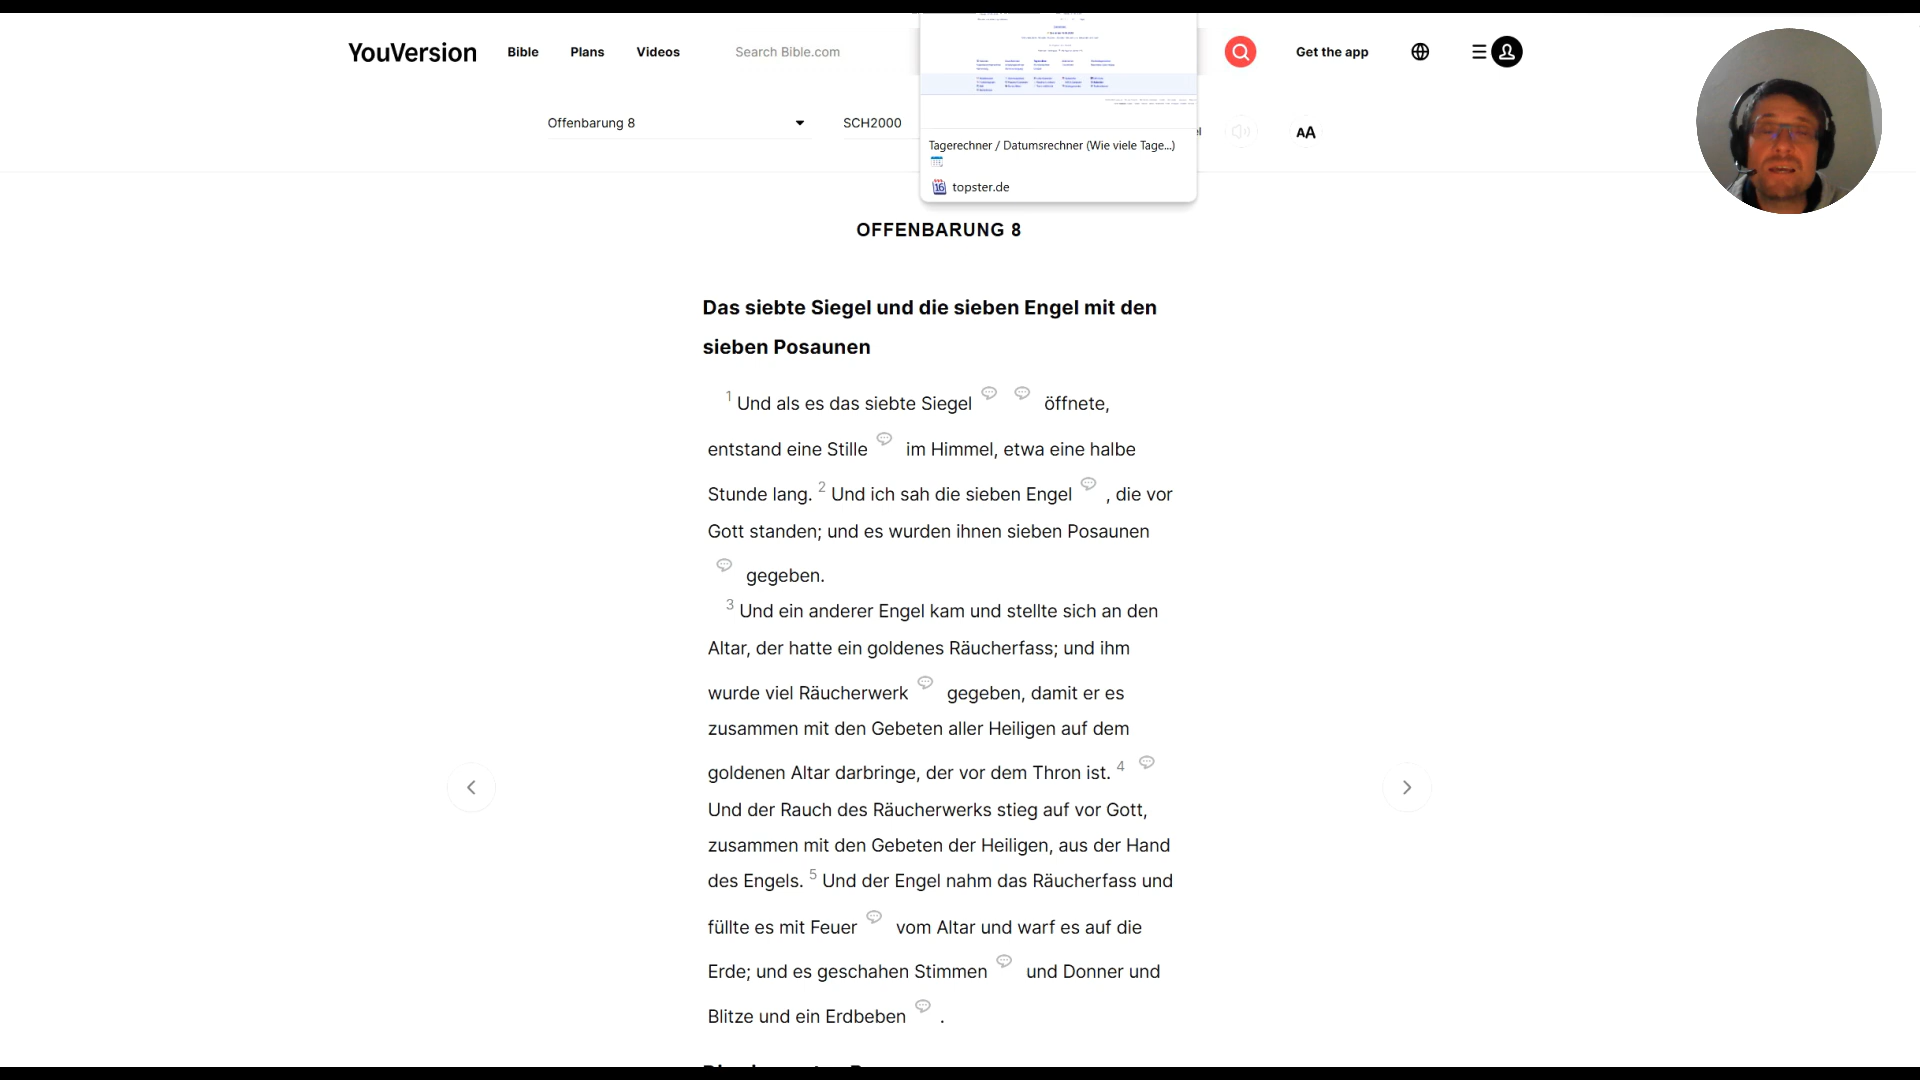 YouVersion
Bible
Plans
Videos
Search Bible.com
Get the app
Offenbarung 8
SCH2000
AA
Tagerechner / Datumsrechner (Wie viele Tage...)
16 topster.de
OFFENBARUNG 8
Das siebte Siegel und die sieben Engel mit den
sieben Posaunen
1 Und als es das siebte Siegel öffnete,
entstand eine Stille im Himmel, etwa eine halbe
Stunde lang. 2 Und ich sah die sieben Engel , die vor
Gott standen; und es wurden ihnen sieben Posaunen
gegeben.
3 Und ein anderer Engel kam und stellte sich an den
Altar, der hatte ein goldenes Räucherfass; und ihm
wurde viel Räucherwerk gegeben, damit er es
zusammen mit den Gebeten aller Heiligen auf dem
goldenen Altar darbringe, der vor dem Thron ist. 4
Und der Rauch des Räucherwerks stieg auf vor Gott,
zusammen mit den Gebeten der Heiligen, aus der Hand
des Engels. 5 Und der Engel nahm das Räucherfass und
füllte es mit Feuer vom Altar und warf es auf die
Erde; und es geschahen Stimmen und Donner und
Blitze und ein Erdbeben .